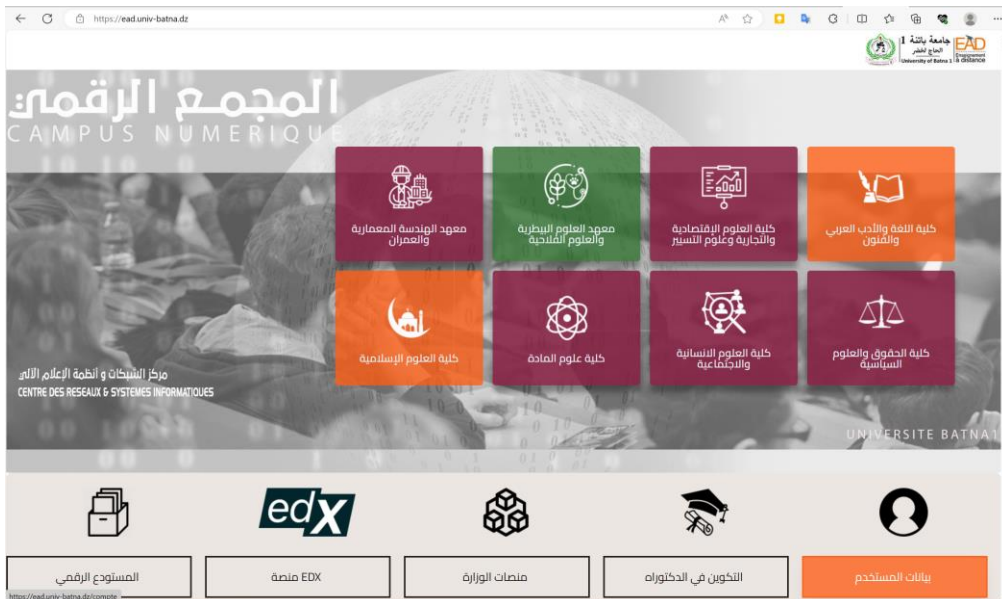 https://ead.univ-batna.dz
جامعة باتنة 1
الحاج لخضر
University of Batna 1
EAD
Enseignement
à distance
المجمع الرقمي
CAMPUS NUMERIQUE
كلية اللغة والأدب العربي
والفنون
كلية العلوم الإقتصادية
والتجارية وعلوم التسيير
معهد العلوم البيطرية
والعلوم الفلاحية
معهد الهندسة المعمارية
والعمران
كلية الحقوق والعلوم
السياسية
كلية العلوم الانسانية
والاجتماعية
كلية علوم المادة
كلية العلوم الإسلامية
مركز الشبكات و أنظمة الإعلام الآلي
CENTRE DES RESEAUX & SYSTEMES INFORMATIQUES
UNIVERSITE BATNA1
edX
بيانات المستخدم
التكوين في الدكتوراه
منصات الوزارة
منصة EDX
المستودع الرقمي
https://ead.univ-batna.dz/compte